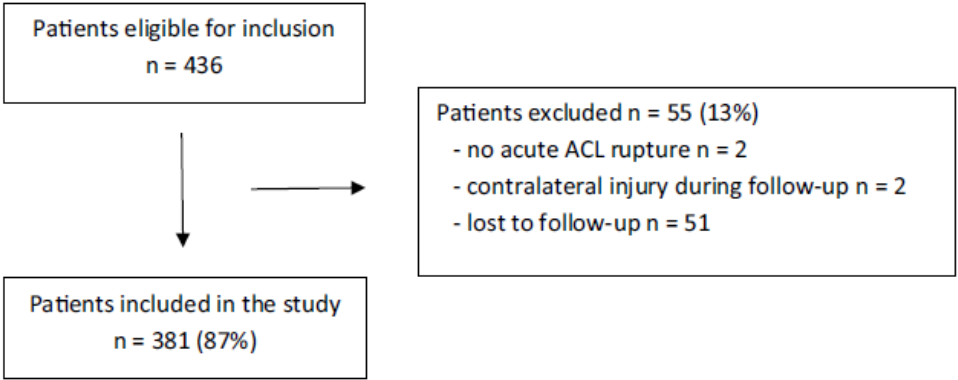 Patients eligible for inclusion
n = 436
Patients excluded n = 55 (13%)
- no acute ACL rupture n = 2
- contralateral injury during follow-up n = 2
- lost to follow-up n = 51
Patients included in the study
n = 381 (87%)